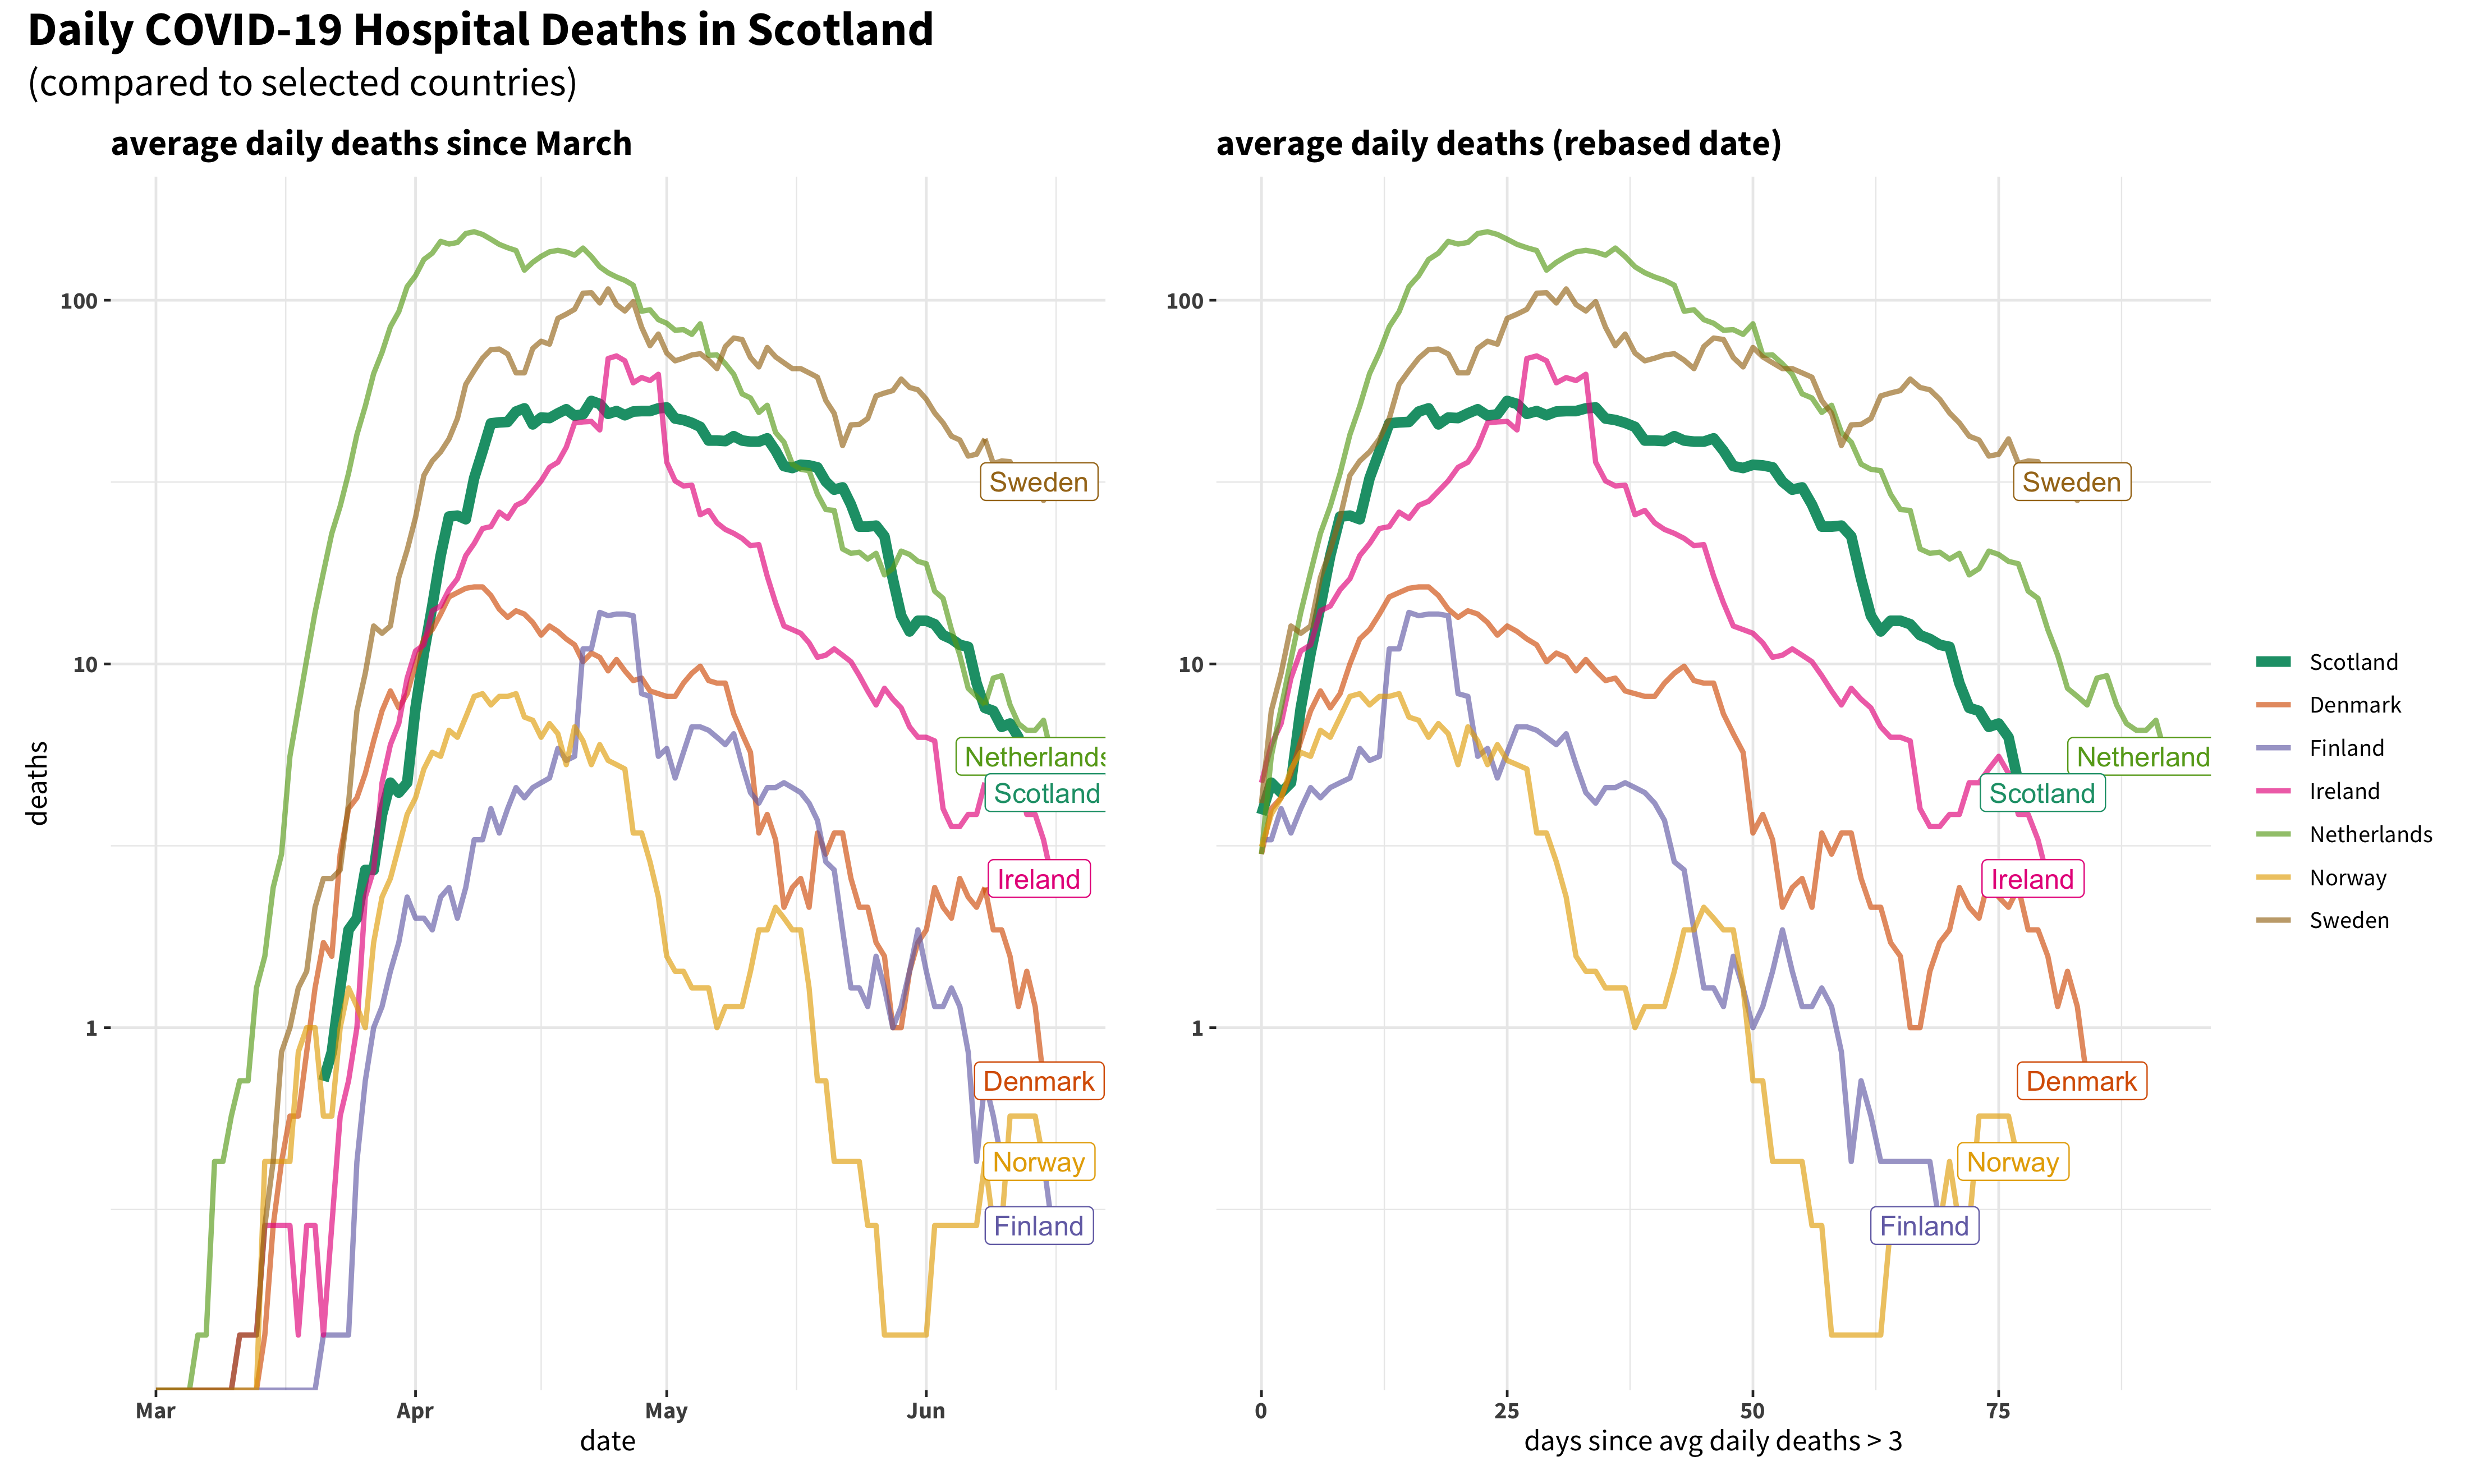 Daily COVID-19 Hospital Deaths in Scotland
(compared to selected countries)
average daily deaths since March
deaths
100
10
1
Sweden
Netherlands
Scotland
Ireland
Denmark
Norway
Finland
Mar Apr May Jun
date
average daily deaths (rebased date)
100
10
1
Sweden
Netherland
Scotland
Ireland
Denmark
Norway
Finland
0 25 50 75
days since avg daily deaths > 3
Scotland
Denmark
Finland
Ireland
Netherlands
Norway
Sweden